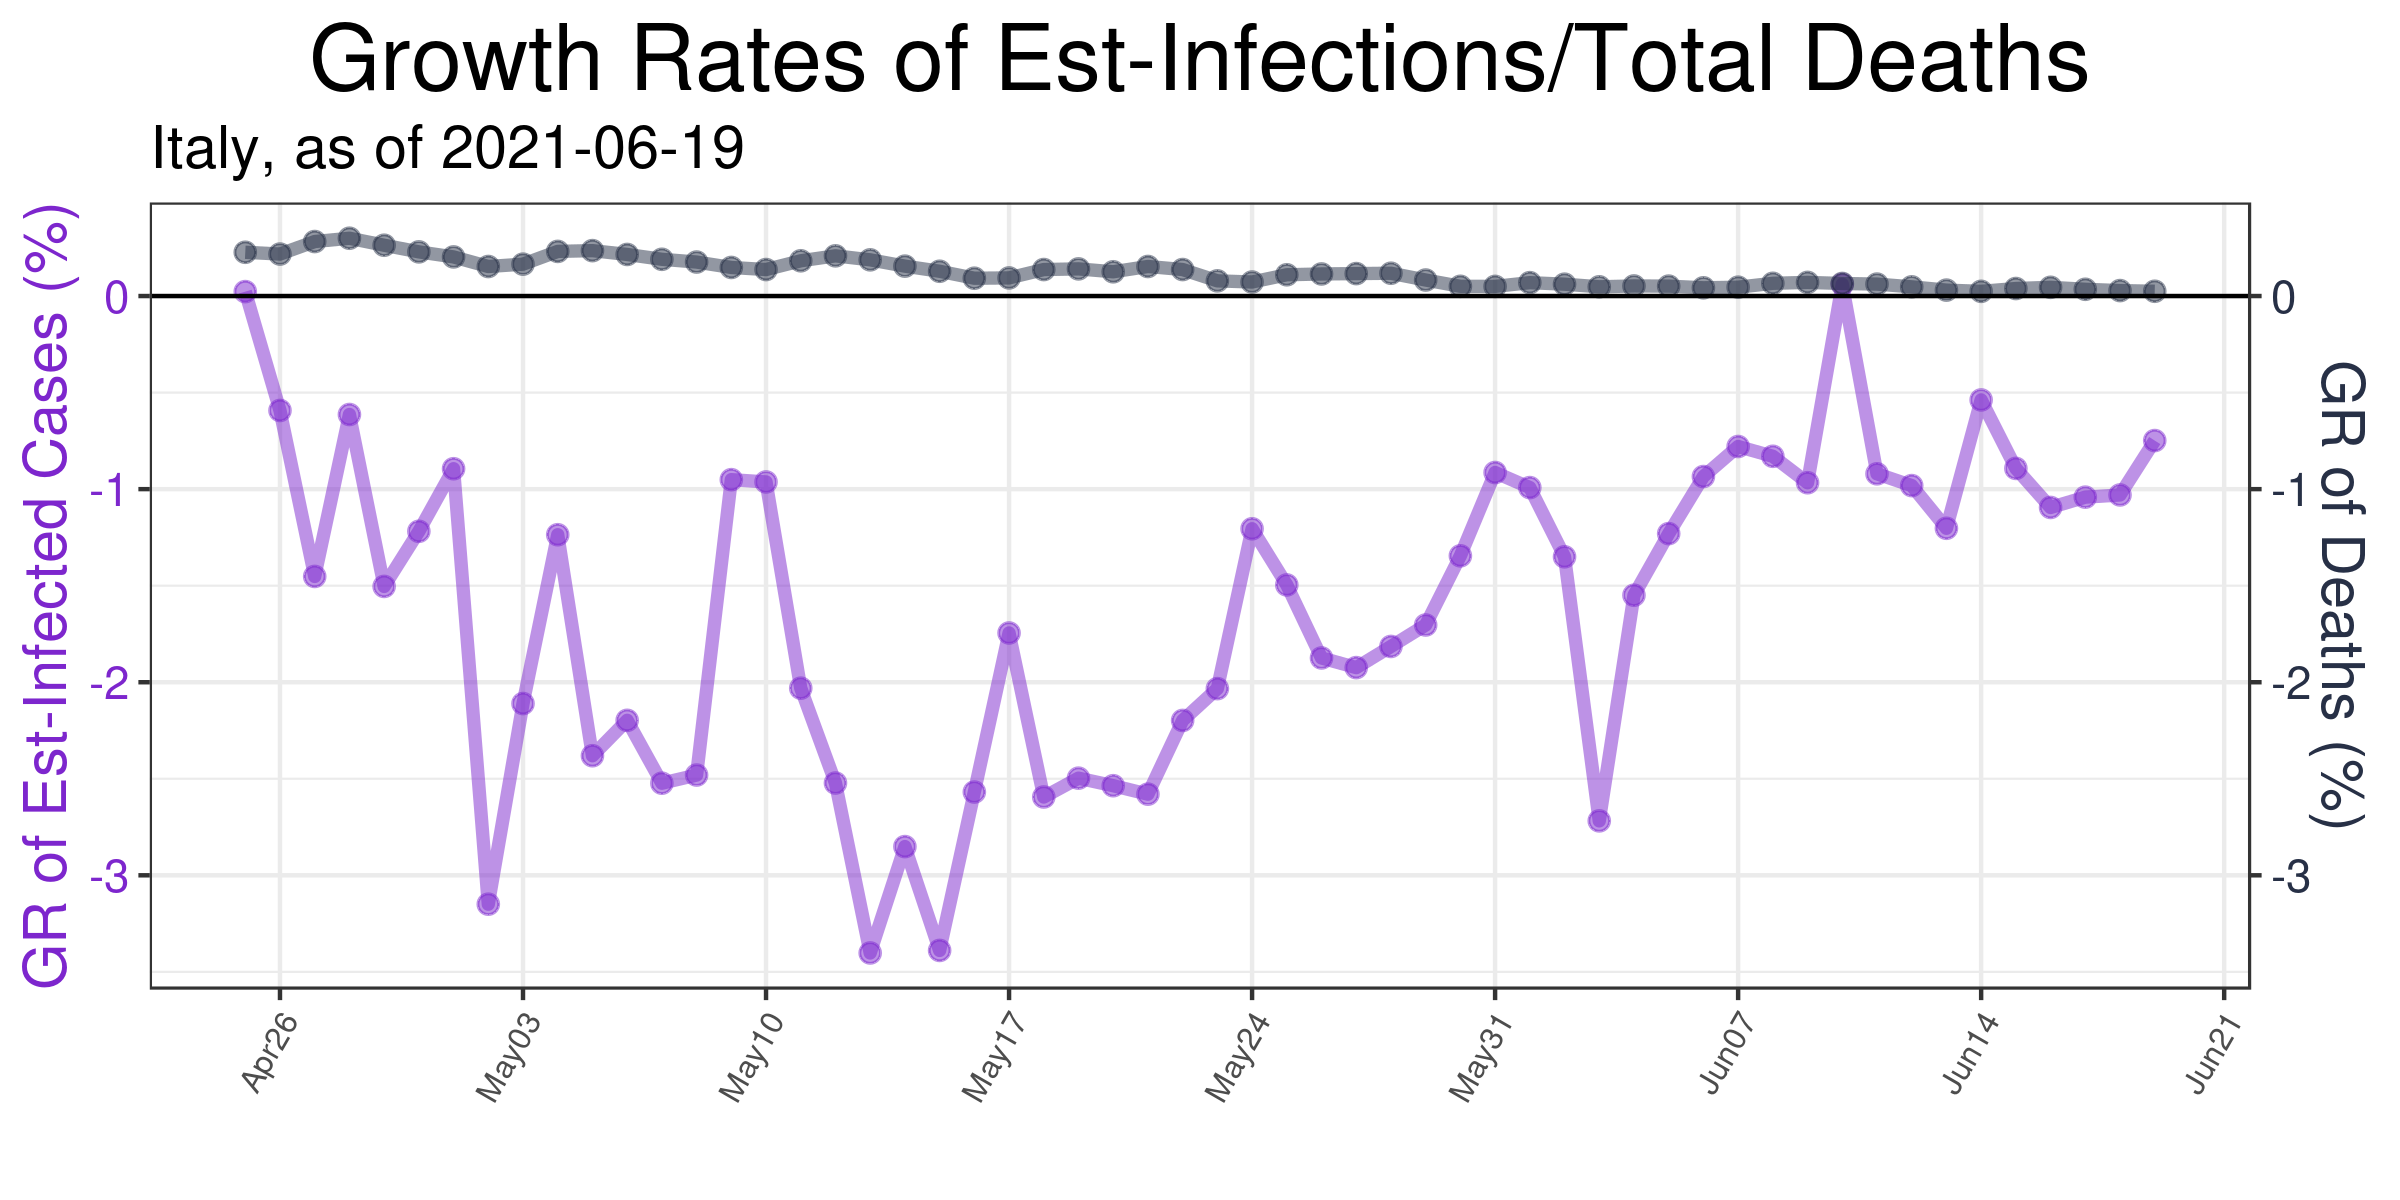 Growth Rates of Est-Infections/Total Deaths
Italy, as of 2021-06-19
GR of Est-Infected Cases (%)
0
-1
-2
-3
0
-1
-2
-3
GR of Deaths (%)
Apr26
May03
May10
May17
May24
May31
Jun07
Jun14
Jun21